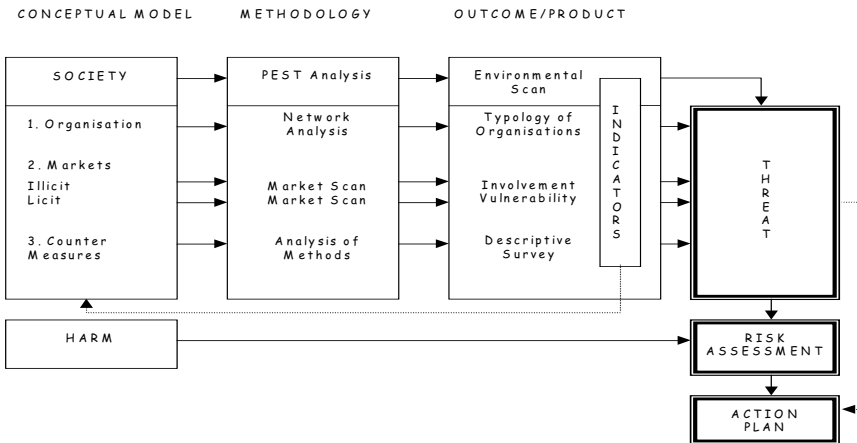 CONCEPTUAL MODEL
METHODOLOGY
OUTCOME/PRODUCT
SOCIETY
PEST Analysis
Environmental
Scan
1. Organisation
Network
Analysis
Typology of
Organisations
2. Markets
Illicit
Licit
Market Scan
Market Scan
Involvement
Vulnerability
3. Counter
Measures
Analysis of
Methods
Descriptive
Survey
INDICATORS
THREAT
HARM
RISK
ASSESSMENT
ACTION
PLAN